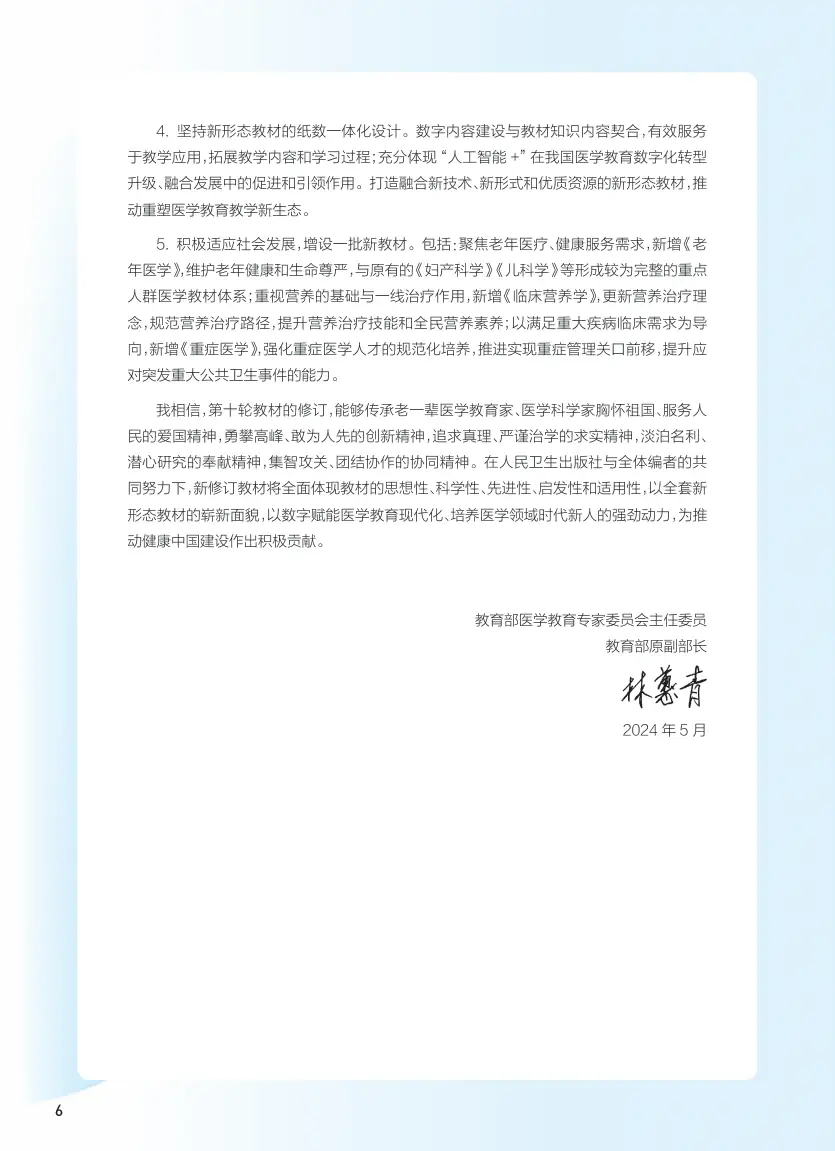 4. 坚持新形态教材的纸数一体化设计。数字内容建设与教材知识内容契合,有效服务
于教学应用,拓展教学内容和学习过程;充分体现“人工智能 +”在我国医学教育数字化转型
升级、融合发展中的促进和引领作用。打造融合新技术、新形式和优质资源的新形态教材,推
动重塑医学教育教学新生态。
5. 积极适应社会发展,增设一批新教材。包括:聚焦老年医疗、健康服务需求,新增《老
年医学》,维护老年健康和生命尊严,与原有的《妇产科学》《儿科学》等形成较为完整的重点
人群医学教材体系;重视营养的基础与一线治疗作用,新增《临床营养学》,更新营养治疗理
念,规范营养治疗路径,提升营养治疗技能和全民营养素养;以满足重大疾病临床需求为导
向,新增《重症医学》,强化重症医学人才的规范化培养,推进实现重症管理关口前移,提升应
对突发重大公共卫生事件的能力。
我相信,第十轮教材的修订,能够传承老一辈医学教育家、医学科学家胸怀祖国、服务人
民的爱国精神,勇攀高峰、敢为人先的创新精神,追求真理、严谨治学的求实精神,淡泊名利、
潜心研究的奉献精神,集智攻关、团结协作的协同精神。在人民卫生出版社与全体编者的共
同努力下,新修订教材将全面体现教材的思想性、科学性、先进性、启发性和适用性,以全套新
形态教材的崭新面貌,以数字赋能医学教育现代化、培养医学领域时代新人的强劲动力,为推
动健康中国建设作出积极贡献。
教育部医学教育专家委员会主任委员
教育部原副部长
林蕙青
2024 年 5 月
6